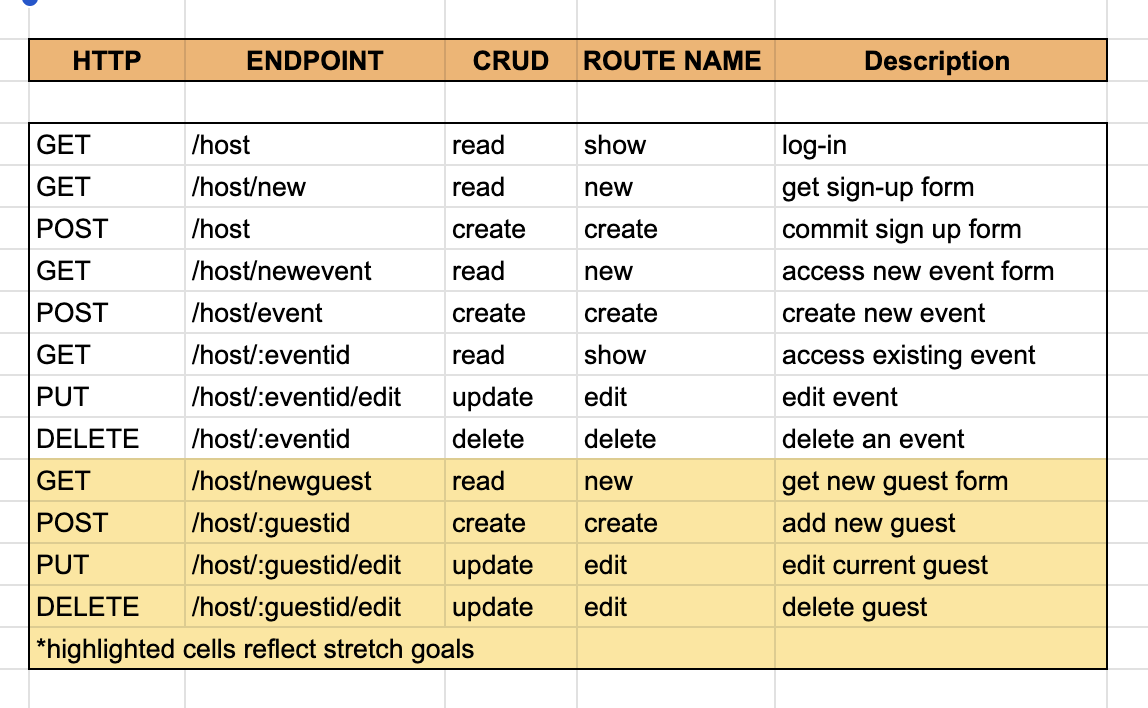 HTTP ENDPOINT CRUD ROUTE NAME Description
GET /host read show log-in
GET /host/new read new get sign-up form
POST /host create create commit sign up form
GET /host/newevent read new access new event form
POST /host/event create create create new event
GET /host/:eventid read show access existing event
PUT /host/:eventid/edit update edit edit event
DELETE /host/:eventid delete delete delete an event
GET /host/newguest read new get new guest form
POST /host/:guestid create create add new guest
PUT /host/:guestid/edit update edit edit current guest
DELETE /host/:guestid/edit update edit delete guest
*highlighted cells reflect stretch goals